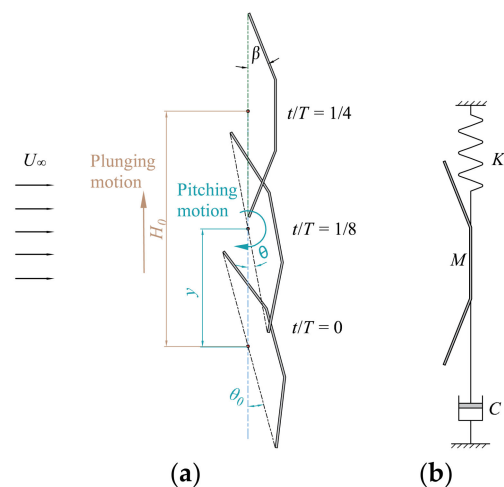 β
t/T = 1/4
U∞
Plunging
motion
H₀
Pitching
motion
t/T = 1/8
θ
y
t/T = 0
θ₀
(a)
K
M
C
(b)